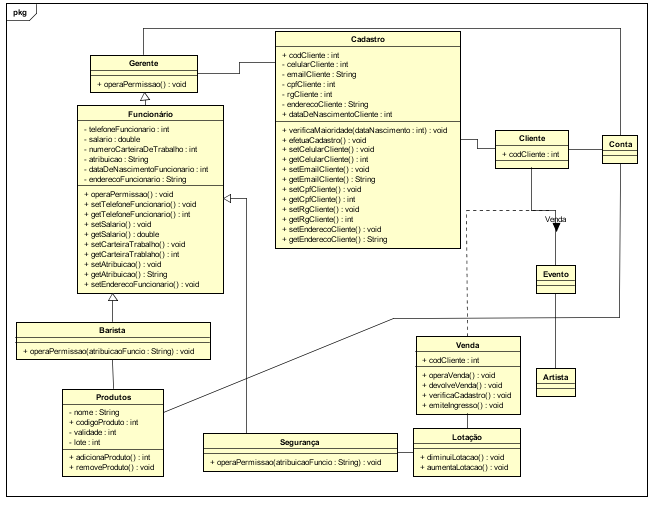 pkg
Gerente
+ operaPermissao() : void
Funcionário
- telefoneFuncionario : int
- salario : double
- numeroCarteiraDeTrabalho : int
- atribuicao : String
- dataDeNascimentoFuncionario : int
- enderecoFuncionario : String
+ operaPermissao() : void
+ setTelefoneFuncionario() : void
+ getTelefoneFuncionario() : int
+ setSalario() : void
+ getSalario() : double
+ setCarteiraTrabalho() : void
+ getCarteiraTrablaho() : int
+ setAtribuicao() : void
+ getAtribuicao() : String
+ setEnderecoFuncionario() : void
Cadastro
+ codCliente : int
- celularCliente : int
- emailCliente : String
- cpfCliente : int
- rgCliente : int
- enderecoCliente : String
+ dataDeNascimentoCliente : int
+ verificaMaioridade(dataNascimento : int) : void
+ efetuaCadastro() : void
+ setCelularCliente() : void
+ getCelularCliente() : int
+ setEmailCliente() : void
+ getEmailCliente() : String
+ setCpfCliente() : void
+ getCpfCliente() : int
+ setRgCliente() : void
+ getRgCliente() : int
+ setEnderecoCliente() : void
+ getEnderecoCliente() : String
Cliente
+ codCliente : int
Conta
Venda
Evento
Artista
Barista
+ operaPermissao(atribuicaoFuncio : String) : void
Produtos
- nome : String
+ codigoProduto : int
- validade : int
- lote : int
+ adicionaProduto() : int
+ removeProduto() : void
Venda
+ codCliente : int
+ operaVenda() : void
+ devolveVenda() : void
+ verificaCadastro() : void
+ emiteIngresso() : void
Segurança
+ operaPermissao(atribuicaoFuncio : String) : void
Lotação
+ diminuiLotacao() : void
+ aumentaLotacao() : void